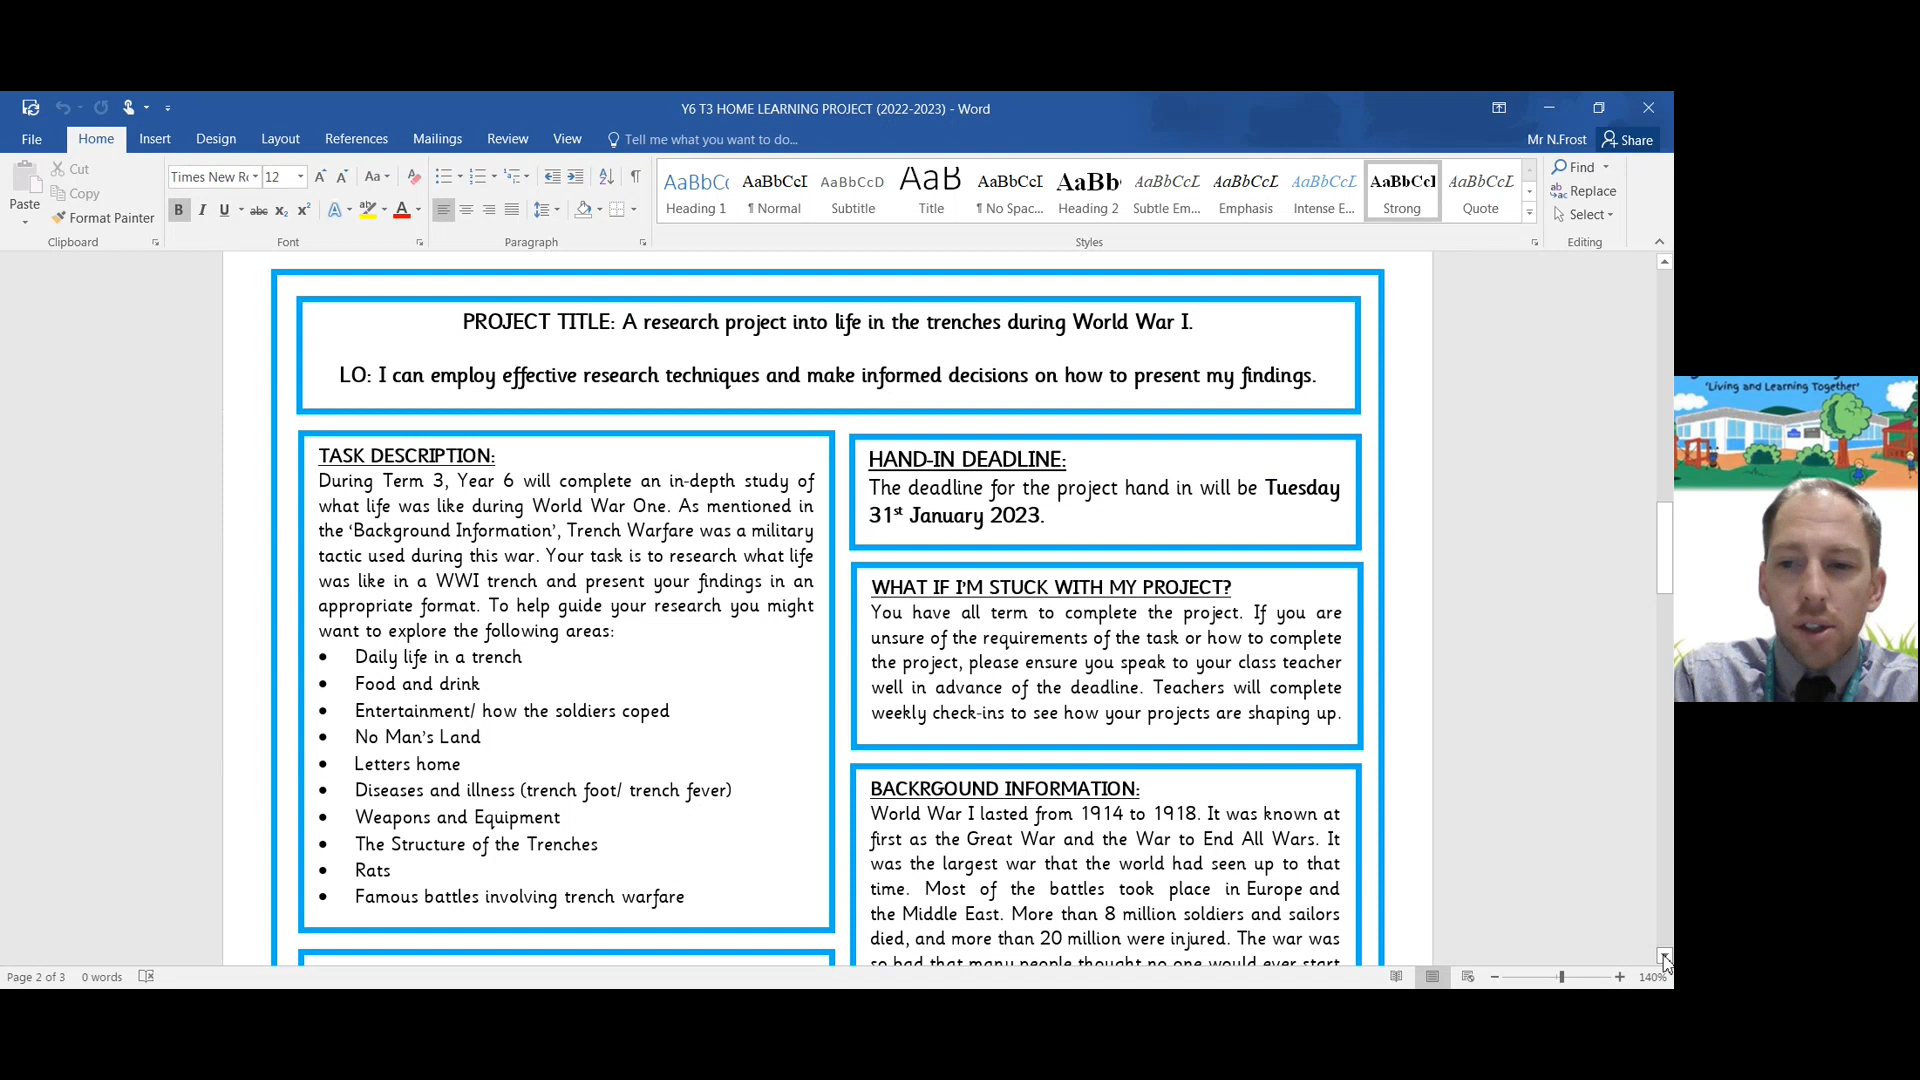 Y6 T3 HOME LEARNING PROJECT (2022-2023) - Word
File Home Insert Design Layout References Mailings Review View Tell me what you want to do... Mr N.Frost Share
Paste
Cut
Copy
Format Painter
Clipboard
Times New Ro 12
Font
Paragraph
AaBbCc AaBbCcI AaBbCcD AaB AaBbCcI AaBb AaBbCcL AaBbCcL AaBbCcL AaBbCcI AaBbCcL
Heading 1 ¶ Normal Subtitle Title ¶ No Spac... Heading 2 Subtle Em... Emphasis Intense E... Strong Quote
Styles
Find
Replace
Select
Editing
PROJECT TITLE: A research project into life in the trenches during World War I.
LO: I can employ effective research techniques and make informed decisions on how to present my findings.
TASK DESCRIPTION:
During Term 3, Year 6 will complete an in-depth study of
what life was like during World War One. As mentioned in
the ‘Background Information’, Trench Warfare was a military
tactic used during this war. Your task is to research what life
was like in a WWI trench and present your findings in an
appropriate format. To help guide your research you might
want to explore the following areas:
• Daily life in a trench
• Food and drink
• Entertainment/ how the soldiers coped
• No Man’s Land
• Letters home
• Diseases and illness (trench foot/ trench fever)
• Weapons and Equipment
• The Structure of the Trenches
• Rats
• Famous battles involving trench warfare
HAND-IN DEADLINE:
The deadline for the project hand in will be Tuesday
31st January 2023.
WHAT IF I’M STUCK WITH MY PROJECT?
You have all term to complete the project. If you are
unsure of the requirements of the task or how to complete
the project, please ensure you speak to your class teacher
well in advance of the deadline. Teachers will complete
weekly check-ins to see how your projects are shaping up.
BACKRGOUND INFORMATION:
World War I lasted from 1914 to 1918. It was known at
first as the Great War and the War to End All Wars. It
was the largest war that the world had seen up to that
time. Most of the battles took place in Europe and
the Middle East. More than 8 million soldiers and sailors
died, and more than 20 million were injured. The war was
so bad that many people thought no one would ever start
Page 2 of 3 0 words 140%
'Living and Learning Together'